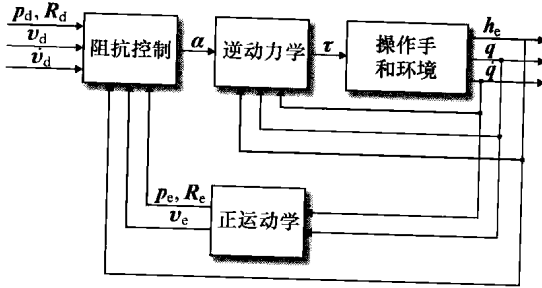 p_d, R_d
v_d
v̇_d
阻抗控制
α
逆动力学
τ
操作手
和环境
h_e
q
q̇
p_e, R_e
v_e
正运动学